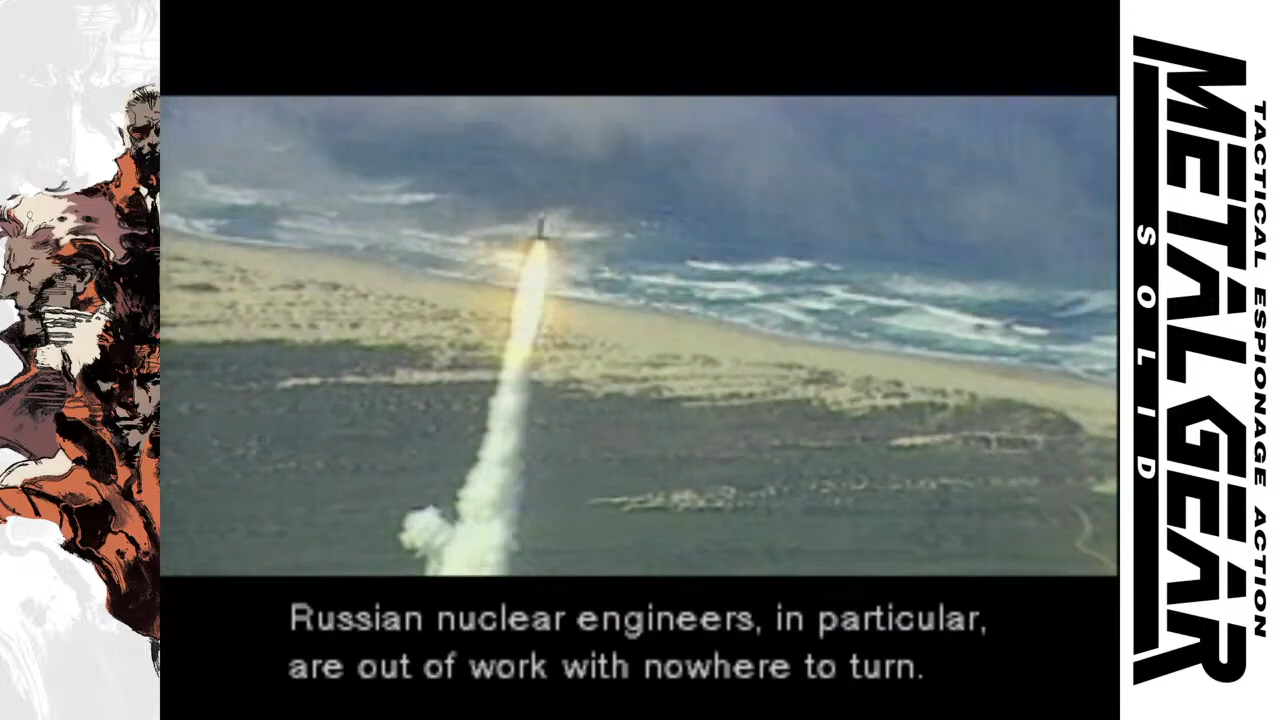 Russian nuclear engineers, in particular,
are out of work with nowhere to turn.
TACTICAL ESPIONAGE ACTION
METAL GEAR
SOLID